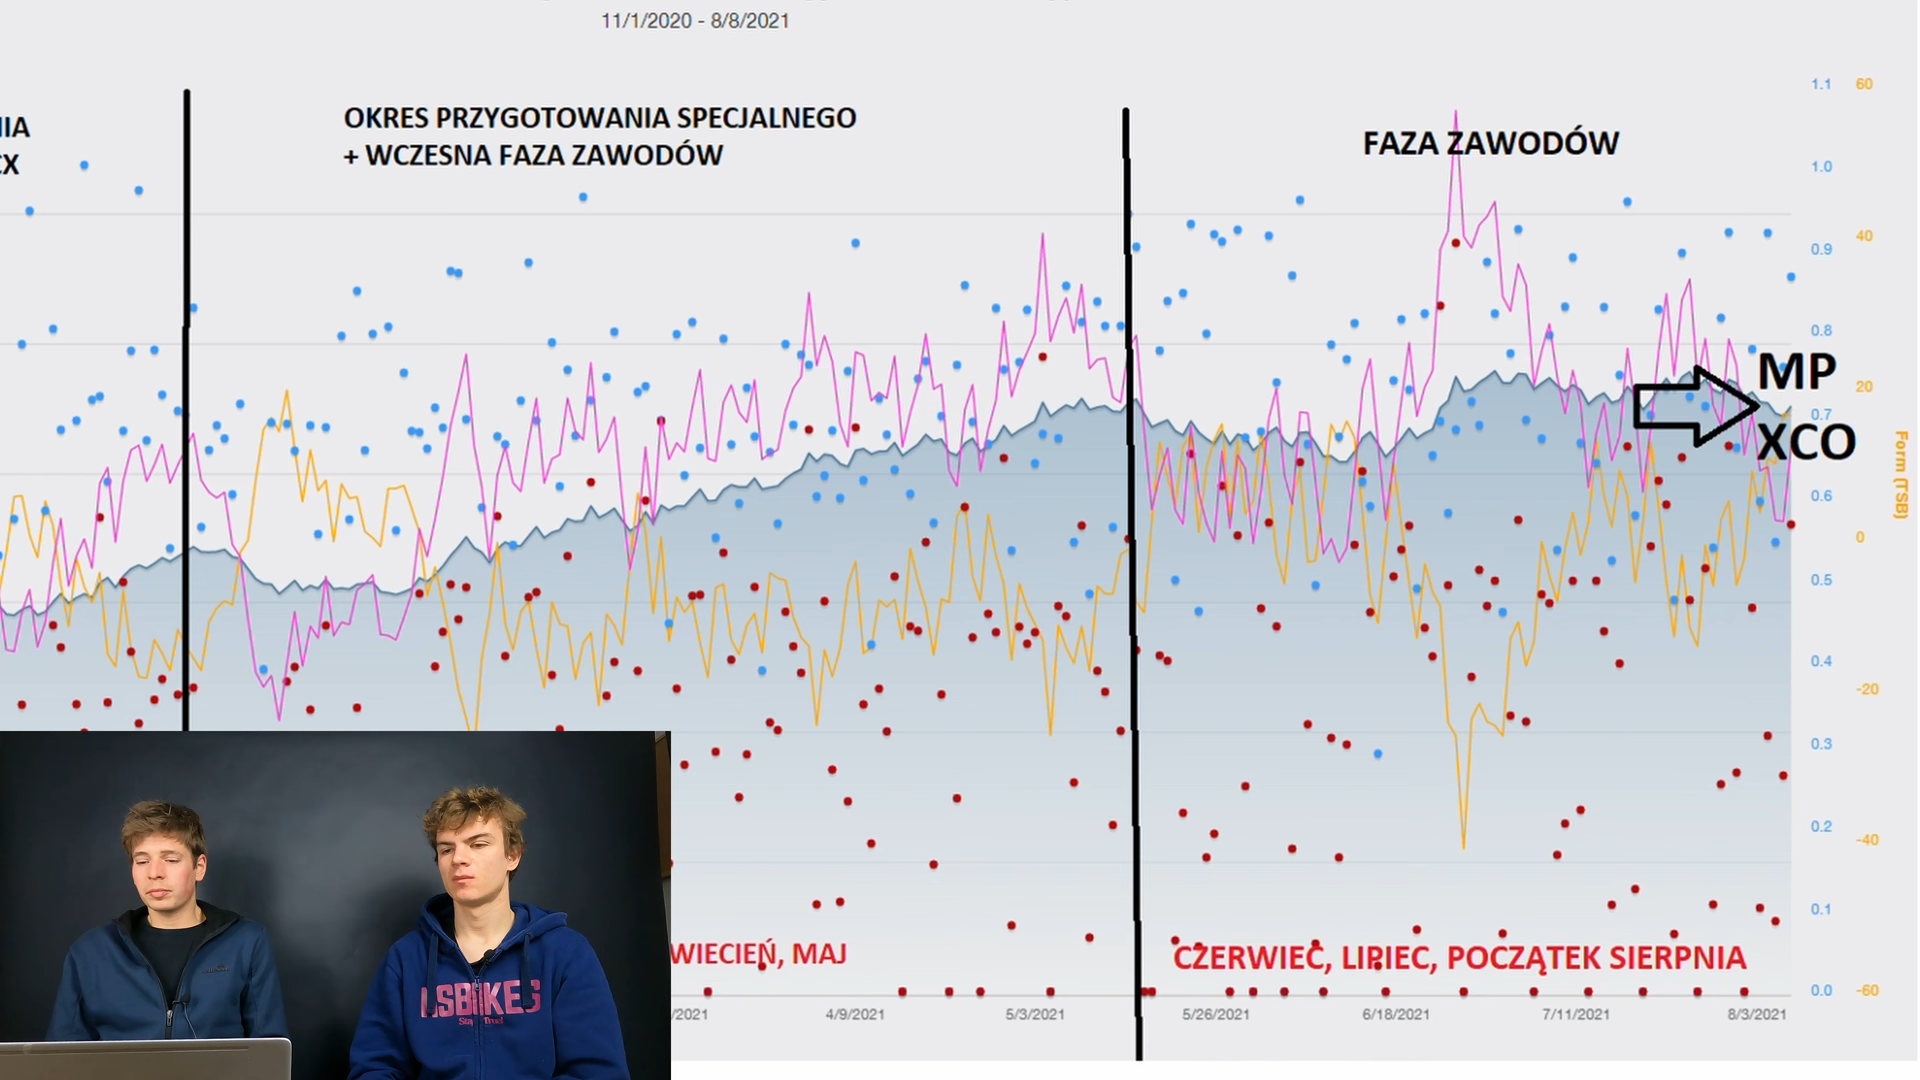 11/1/2020 - 8/8/2021
NIA
CX
OKRES PRZYGOTOWANIA SPECJALNEGO
+ WCZESNA FAZA ZAWODÓW
FAZA ZAWODÓW
1.1 60
1.0
0.9 40
0.8
0.7 20
0.6
0.5 0
0.4
0.3 -20
0.2 -40
0.1
0.0 -60
Form (TSB)
MP
XCO
WIECIEŃ, MAJ
CZERWIEC, LIPIEC, POCZĄTEK SIERPNIA
/2021 4/9/2021 5/3/2021 5/26/2021 6/18/2021 7/11/2021 8/3/2021
LSBIKES